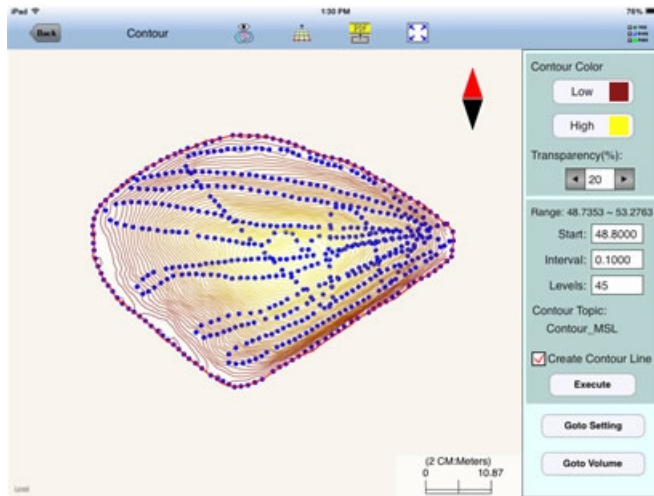 iPad
1:30 PM
76%
Back
Contour
PDF
Contour Color
Low
High
Transparency(%):
20
Range: 48.7353 ~ 53.2763
Start: 48.8000
Interval: 0.1000
Levels: 45
Contour Topic:
Contour_MSL
Create Contour Line
Execute
Goto Setting
Goto Volume
(2 CM:Meters)
0 10.87